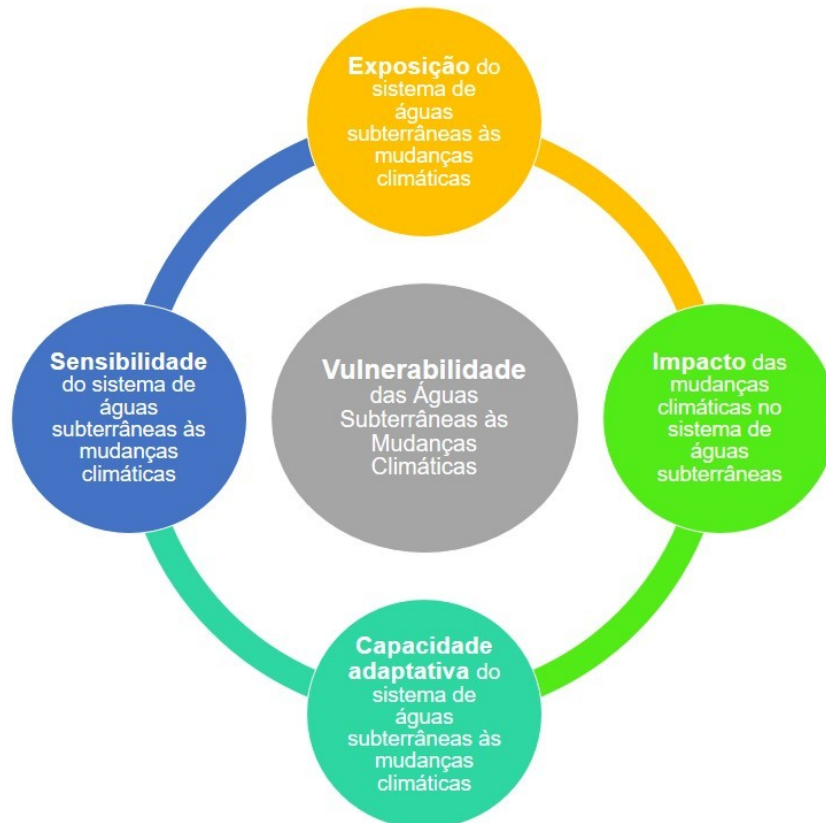 Exposição do
sistema de
águas
subterrâneas às
mudanças
climáticas
Sensibilidade
do sistema de
águas
subterrâneas às
mudanças
climáticas
Vulnerabilidade
das Águas
Subterrâneas às
Mudanças
Climáticas
Impacto das
mudanças
climáticas no
sistema de
águas
subterrâneas
Capacidade
adaptativa do
sistema de
águas
subterrâneas às
mudanças
climáticas